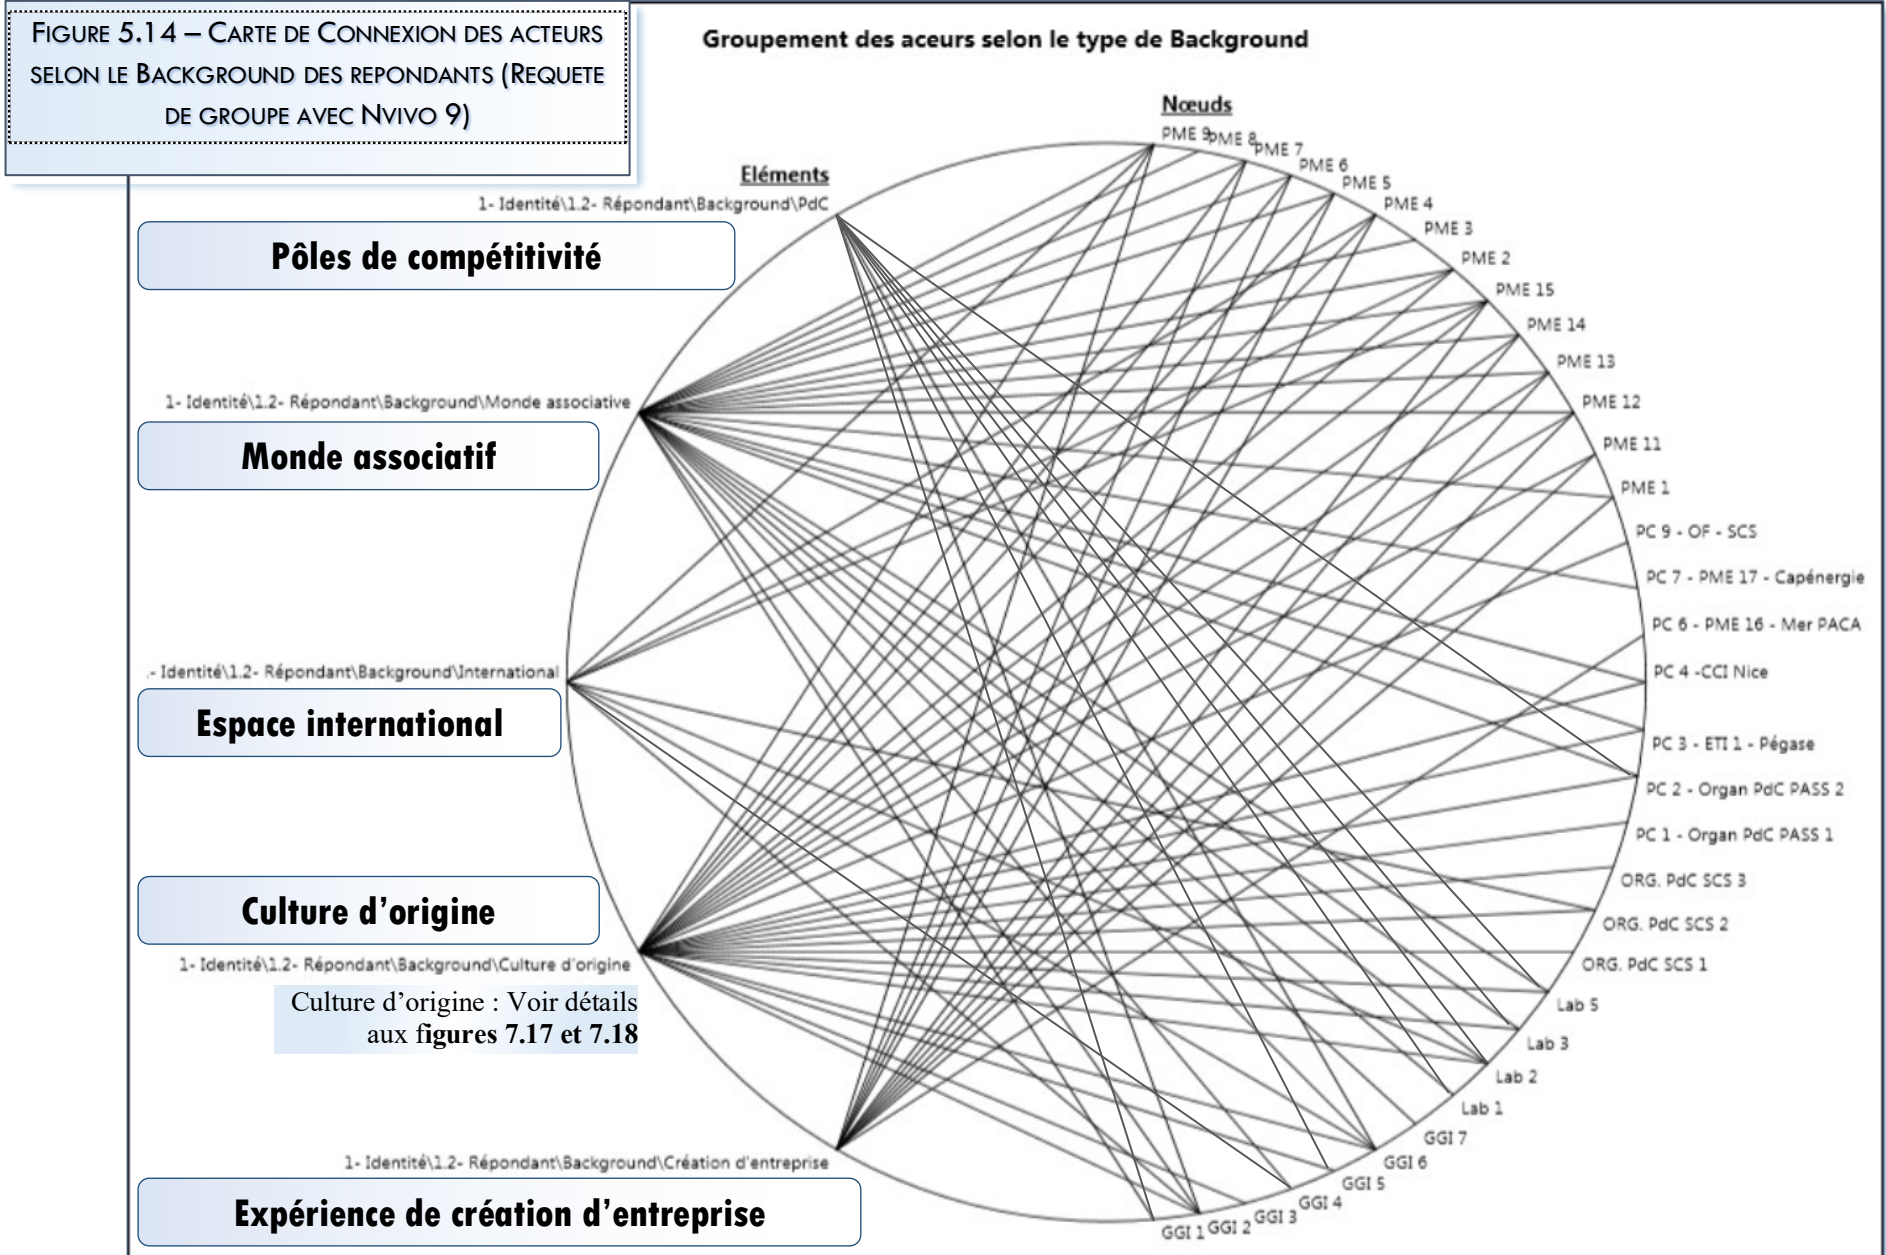 FIGURE 5.14 – CARTE DE CONNEXION DES ACTEURS
SELON LE BACKGROUND DES REPONDANTS (REQUETE
DE GROUPE AVEC NVIVO 9)
Groupement des aceurs selon le type de Background
Nœuds
Eléments
1- Identité\1.2- Répondant\Background\PdC
Pôles de compétitivité
1- Identité\1.2- Répondant\Background\Monde associative
Monde associatif
.- Identité\1.2- Répondant\Background\International
Espace international
Culture d’origine
1- Identité\1.2- Répondant\Background\Culture d'origine
Culture d’origine : Voir détails
aux figures 7.17 et 7.18
1- Identité\1.2- Répondant\Background\Création d'entreprise
Expérience de création d’entreprise
PME 9
PME 8
PME 7
PME 6
PME 5
PME 4
PME 3
PME 2
PME 15
PME 14
PME 13
PME 12
PME 11
PME 1
PC 9 - OF - SCS
PC 7 - PME 17 - Capénergie
PC 6 - PME 16 - Mer PACA
PC 4 -CCI Nice
PC 3 - ETI 1 - Pégase
PC 2 - Organ PdC PASS 2
PC 1 - Organ PdC PASS 1
ORG. PdC SCS 3
ORG. PdC SCS 2
ORG. PdC SCS 1
Lab 5
Lab 3
Lab 2
Lab 1
GGI 7
GGI 6
GGI 5
GGI 4
GGI 3
GGI 2
GGI 1